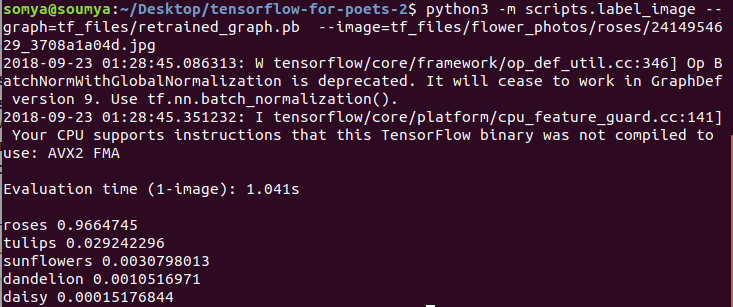 somya@soumya:~/Desktop/tensorflow-for-poets-2$ python3 -m scripts.label_image --
graph=tf_files/retrained_graph.pb  --image=tf_files/flower_photos/roses/24149546
29_3708a1a04d.jpg
2018-09-23 01:28:45.086313: W tensorflow/core/framework/op_def_util.cc:346] Op B
atchNormWithGlobalNormalization is deprecated. It will cease to work in GraphDef
 version 9. Use tf.nn.batch_normalization().
2018-09-23 01:28:45.351232: I tensorflow/core/platform/cpu_feature_guard.cc:141]
 Your CPU supports instructions that this TensorFlow binary was not compiled to
use: AVX2 FMA
Evaluation time (1-image): 1.041s
roses 0.9664745
tulips 0.029242296
sunflowers 0.0030798013
dandelion 0.0010516971
daisy 0.00015176844